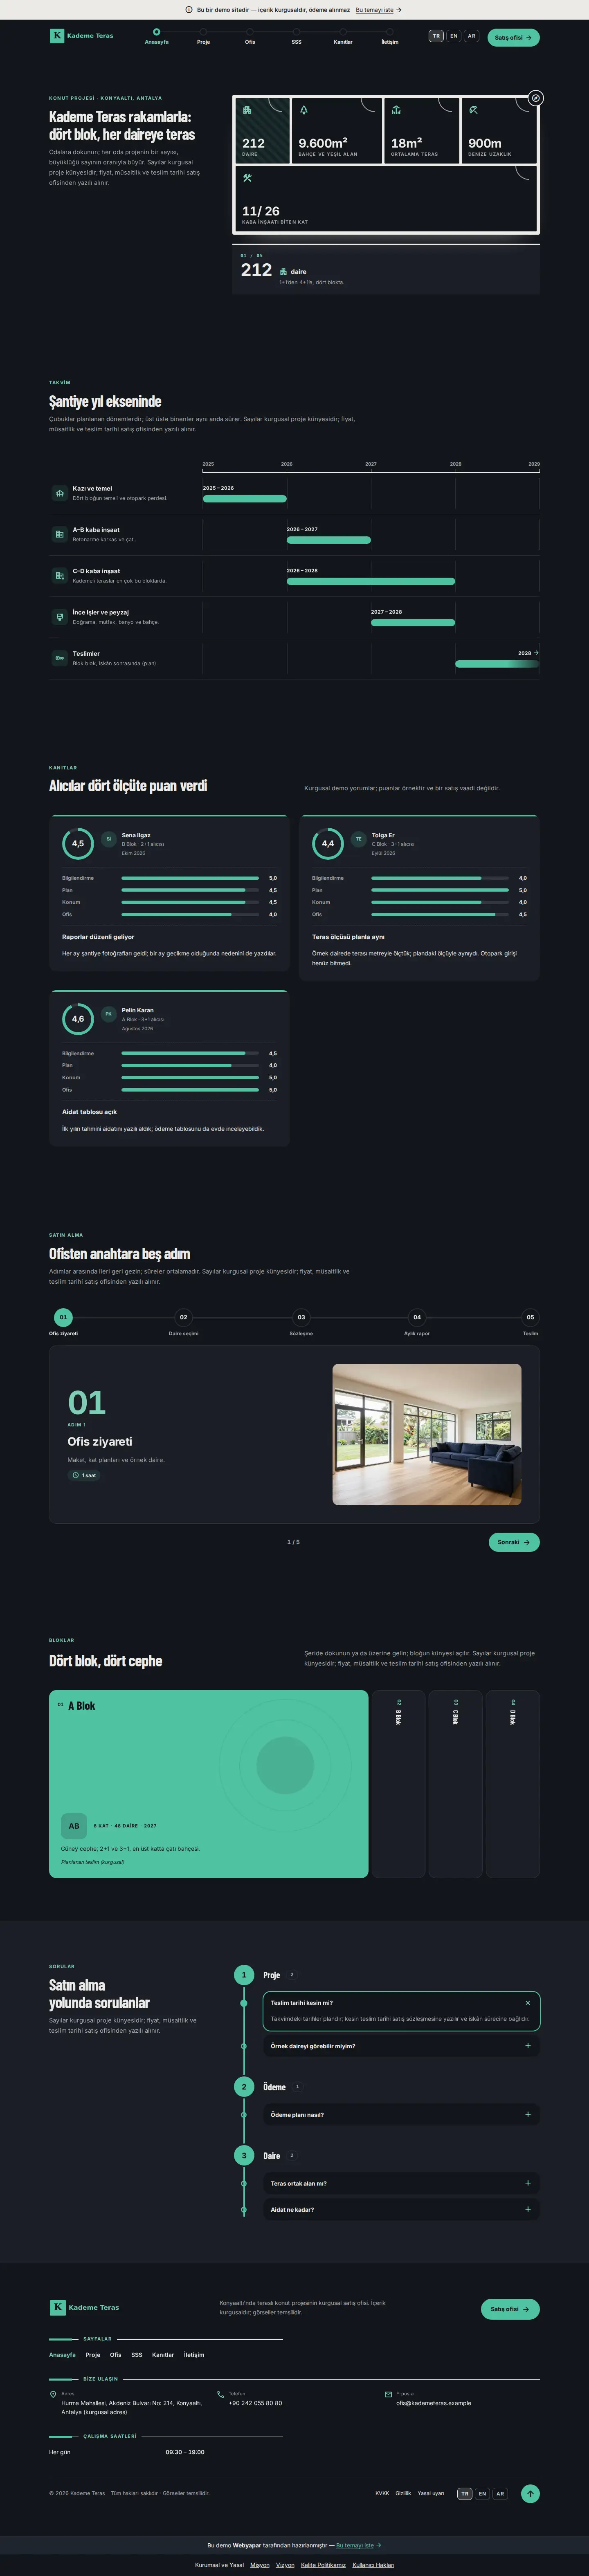 Bu bir demo sitedir — içerik kurgusaldır, ödeme alınmaz Bu temayı iste →
K Kademe Teras
Anasayfa Proje Ofis SSS Kanıtlar İletişim
TR EN AR
Satış ofisi →
KONUT PROJESİ · KONYAALTI, ANTALYA
Kademe Teras rakamlarla:
dört blok, her daireye teras
Odalara dokunun; her oda projenin bir sayısı,
büyüklüğü sayının oranıyla büyür. Sayılar kurgusal
proje künyesidir; fiyat, müsaitlik ve teslim tarihi satış
ofisinden yazılı alınır.
212
DAİRE
9.600m²
BAHÇE VE YEŞİL ALAN
18m²
ORTALAMA TERAS
900m
DENİZE UZAKLIK
11/ 26
KABA İNŞAATI BİTEN KAT
01 / 05
212 daire
1+1'den 4+1'e, dört blokta.
TAKVİM
Şantiye yıl ekseninde
Çubuklar planlanan dönemlerdir; üst üste binenler aynı anda sürer. Sayılar kurgusal proje künyesidir; fiyat,
müsaitlik ve teslim tarihi satış ofisinden yazılı alınır.
2025 2026 2027 2028 2029
Kazı ve temel
Dört bloğun temeli ve otopark perdesi.
2025 – 2026
A–B kaba inşaat
Betonarme karkas ve çatı.
2026 – 2027
C–D kaba inşaat
Kademeli teraslar en çok bu bloklarda.
2026 – 2028
İnce işler ve peyzaj
Doğrama, mutfak, banyo ve bahçe.
2027 – 2028
Teslimler
Blok blok, iskân sonrasında (plan).
2028 →
KANITLAR
Alıcılar dört ölçüte puan verdi
Kurgusal demo yorumlar; puanlar örnektir ve bir satış vaadi değildir.
4,5
SI
Sena Ilgaz
B Blok · 2+1 alıcısı
Ekim 2026
Bilgilendirme 5,0
Plan 4,5
Konum 4,5
Ofis 4,0
Raporlar düzenli geliyor
Her ay şantiye fotoğrafları geldi; bir ay gecikme olduğunda nedenini de yazdılar.
4,4
TE
Tolga Er
C Blok · 3+1 alıcısı
Eylül 2026
Bilgilendirme 4,0
Plan 5,0
Konum 4,0
Ofis 4,5
Teras ölçüsü planla aynı
Örnek dairede terası metreyle ölçtük; plandaki ölçüyle aynıydı. Otopark girişi
henüz bitmedi.
4,6
PK
Pelin Karan
A Blok · 3+1 alıcısı
Ağustos 2026
Bilgilendirme 4,5
Plan 4,0
Konum 5,0
Ofis 5,0
Aidat tablosu açık
İlk yılın tahmini aidatını yazılı aldık; ödeme tablosunu da evde inceleyebildik.
SATIN ALMA
Ofisten anahtara beş adım
Adımlar arasında ileri geri gezin; süreler ortalamadır. Sayılar kurgusal proje künyesidir; fiyat, müsaitlik ve
teslim tarihi satış ofisinden yazılı alınır.
01 02 03 04 05
Ofis ziyareti Daire seçimi Sözleşme Aylık rapor Teslim
01
ADIM 1
Ofis ziyareti
Maket, kat planları ve örnek daire.
1 saat
1 / 5
Sonraki →
BLOKLAR
Dört blok, dört cephe
Şeride dokunun ya da üzerine gelin; bloğun künyesi açılır. Sayılar kurgusal proje
künyesidir; fiyat, müsaitlik ve teslim tarihi satış ofisinden yazılı alınır.
01 A Blok
AB
6 KAT · 48 DAİRE · 2027
Güney cephe; 2+1 ve 3+1, en üst katta çatı bahçesi.
Planlanan teslim (kurgusal)
02 B Blok
03 C Blok
04 D Blok
SORULAR
Satın alma
yolunda sorulanlar
Sayılar kurgusal proje künyesidir; fiyat, müsaitlik ve
teslim tarihi satış ofisinden yazılı alınır.
1 Proje 2
Teslim tarihi kesin mi?
Takvimdeki tarihler plandır; kesin teslim tarihi satış sözleşmesine yazılır ve iskân sürecine bağlıdır.
Örnek daireyi görebilir miyim?
2 Ödeme 1
Ödeme planı nasıl?
3 Daire 2
Teras ortak alan mı?
Aidat ne kadar?
K Kademe Teras
Konyaaltı'nda teraslı konut projesinin kurgusal satış ofisi. İçerik
kurgusaldır; görseller temsilîdir.
Satış ofisi →
SAYFALAR
Anasayfa Proje Ofis SSS Kanıtlar İletişim
BİZE ULAŞIN
Adres
Hurma Mahallesi, Akdeniz Bulvarı No: 214, Konyaaltı,
Antalya (kurgusal adres)
Telefon
+90 242 055 80 80
E-posta
ofis@kademeteras.example
ÇALIŞMA SAATLERİ
Her gün 09:30 – 19:00
© 2026 Kademe Teras Tüm hakları saklıdır · Görseller temsilîdir.
KVKK Gizlilik Yasal uyarı
TR EN AR
Bu demo Webyapar tarafından hazırlanmıştır — Bu temayı iste →
Kurumsal ve Yasal Misyon Vizyon Kalite Politikamız Kullanıcı Hakları